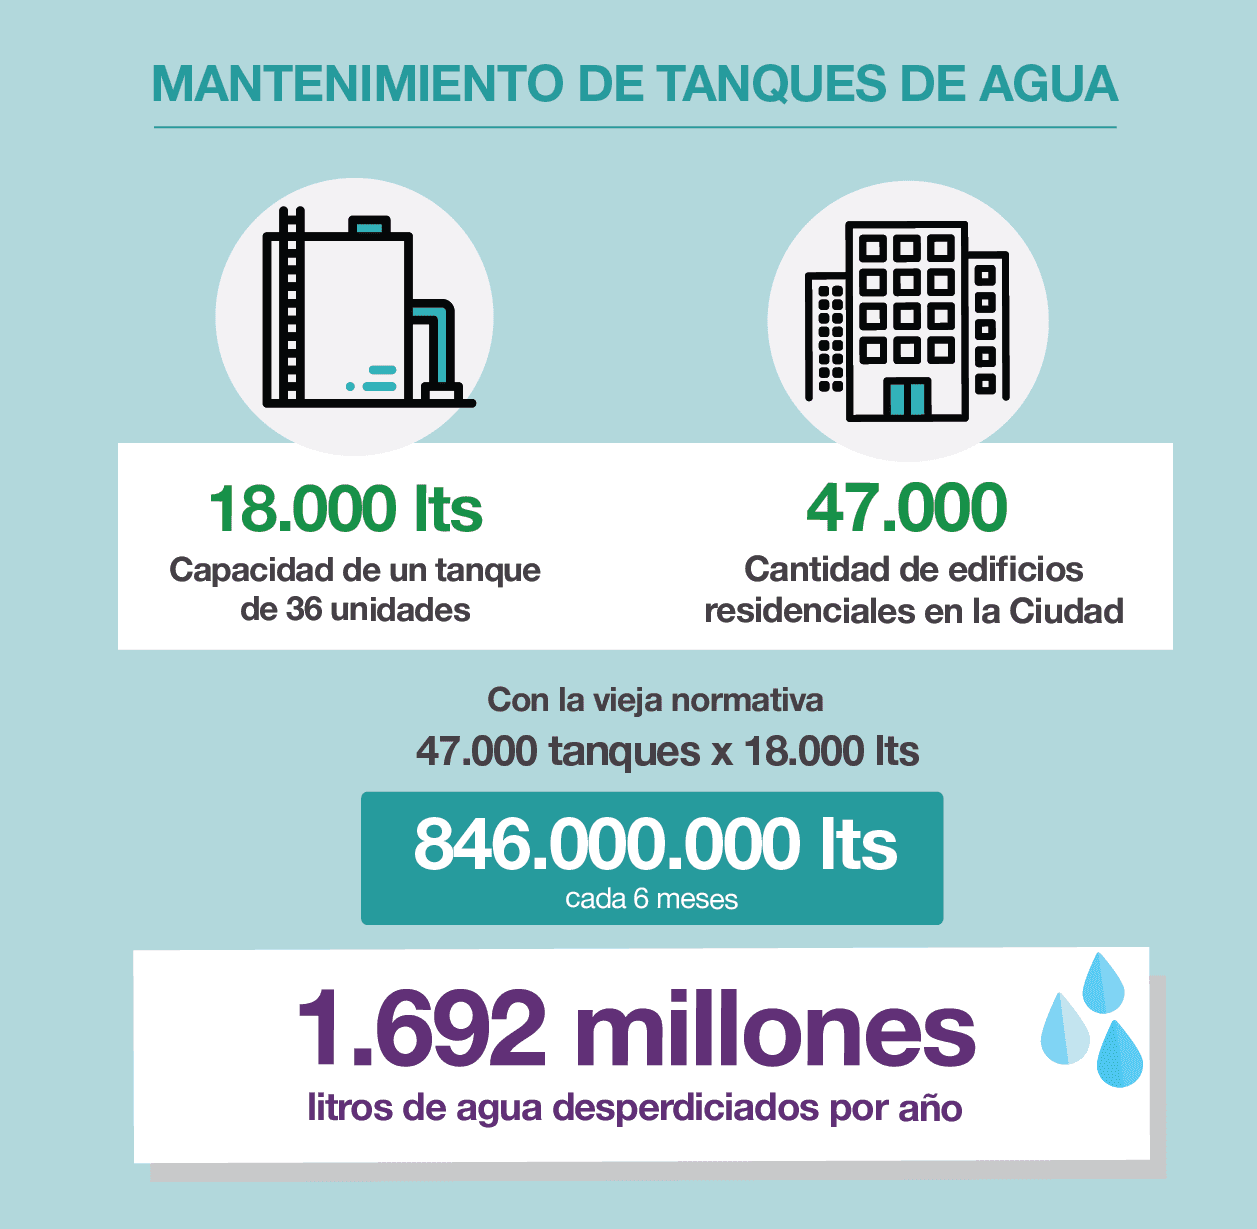 MANTENIMIENTO DE TANQUES DE AGUA
18.000 lts
Capacidad de un tanque
de 36 unidades
47.000
Cantidad de edificios
residenciales en la Ciudad
Con la vieja normativa
47.000 tanques x 18.000 lts
846.000.000 lts
cada 6 meses
1.692 millones
litros de agua desperdiciados por año